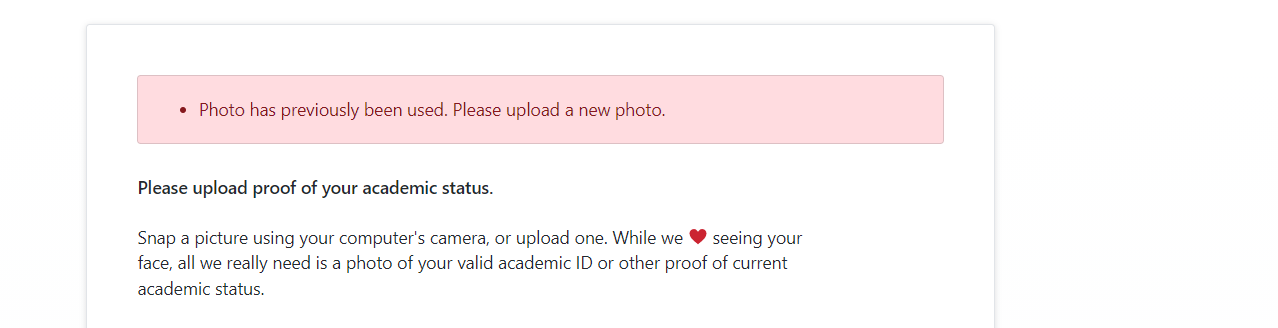 • Photo has previously been used. Please upload a new photo.
Please upload proof of your academic status.
Snap a picture using your computer's camera, or upload one. While we ❤ seeing your
face, all we really need is a photo of your valid academic ID or other proof of current
academic status.